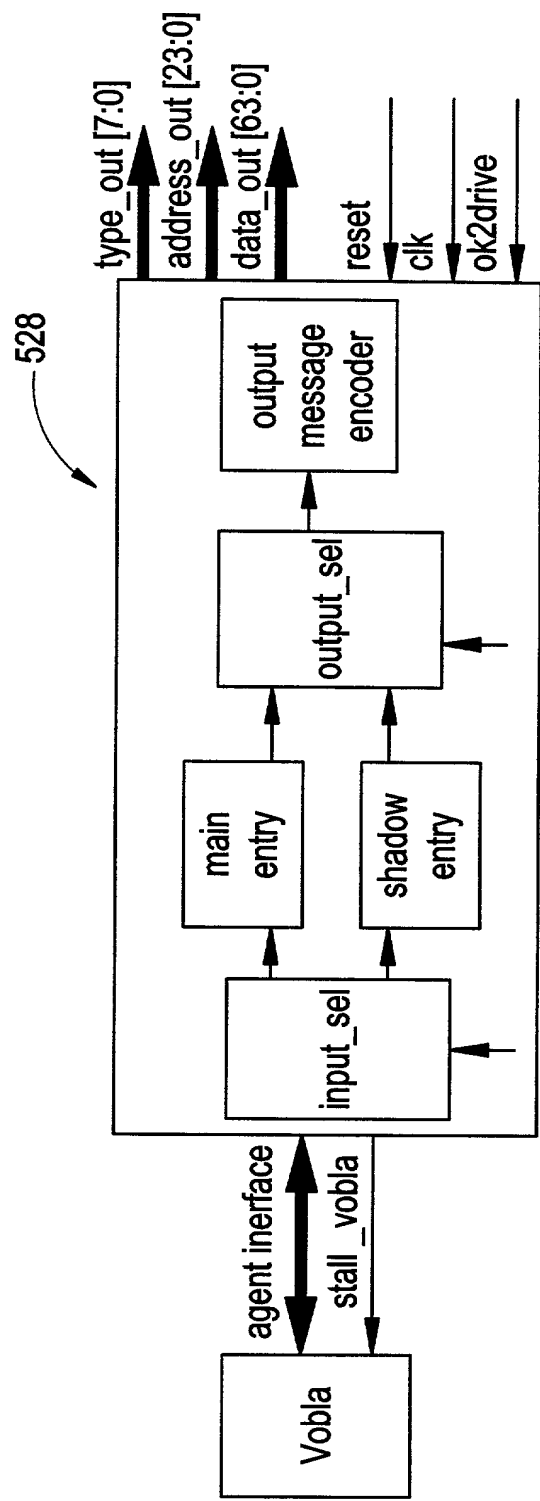 528
Vobla
agent inerface
stall_vobla
input_sel
main
entry
shadow
entry
output_sel
output
message
encoder
type_out [7:0]
address_out [23:0]
data_out [63:0]
reset
clk
ok2drive